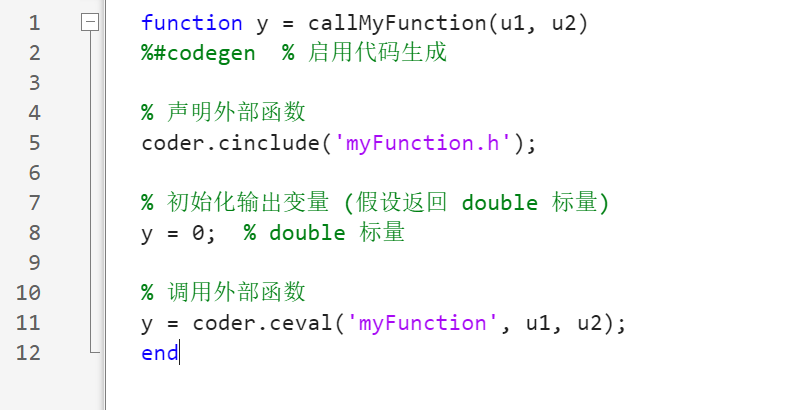 1 function y = callMyFunction(u1, u2)
2 %#codegen  % 启用代码生成
3
4 % 声明外部函数
5 coder.cinclude('myFunction.h');
6
7 % 初始化输出变量 (假设返回 double 标量)
8 y = 0;  % double 标量
9
10 % 调用外部函数
11 y = coder.ceval('myFunction', u1, u2);
12 end